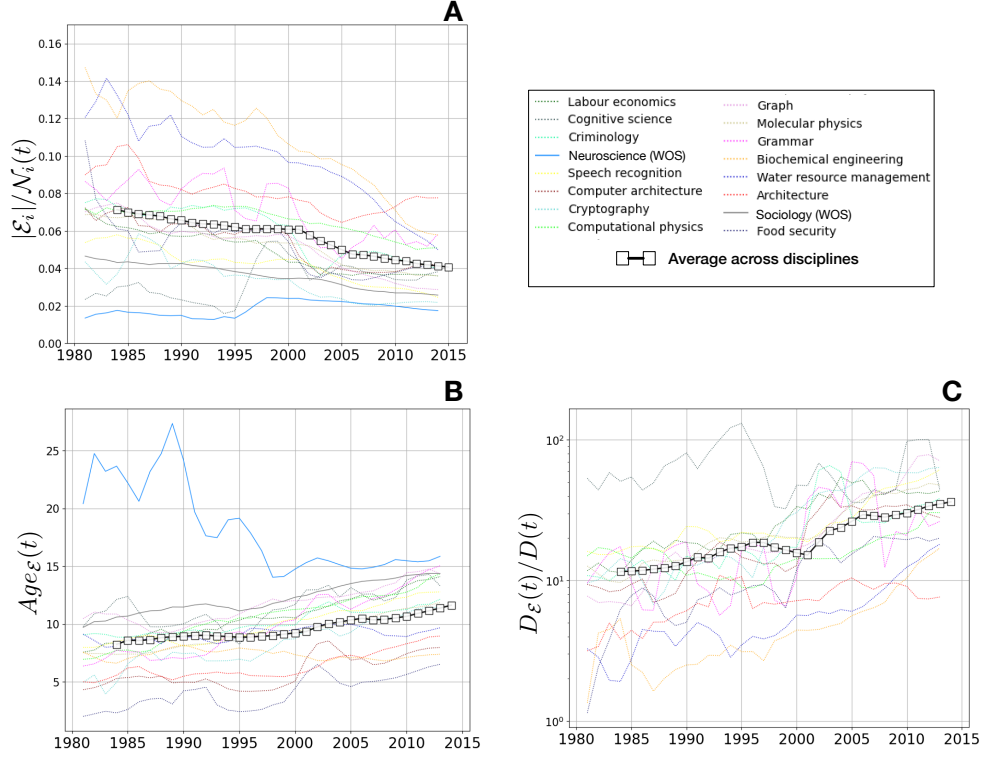 A
0.16
0.14
0.12
0.10
0.08
0.06
0.04
0.02
0.00
|ℰᵢ|/𝒩ᵢ(t)
1980 1985 1990 1995 2000 2005 2010 2015
Labour economics
Cognitive science
Criminology
Neuroscience (WOS)
Speech recognition
Computer architecture
Cryptography
Computational physics
Graph
Molecular physics
Grammar
Biochemical engineering
Water resource management
Architecture
Sociology (WOS)
Food security
Average across disciplines
B
25
20
15
10
5
Age_ℰ(t)
1980 1985 1990 1995 2000 2005 2010 2015
C
10²
10¹
10⁰
D_ℰ(t)/D(t)
1980 1985 1990 1995 2000 2005 2010 2015